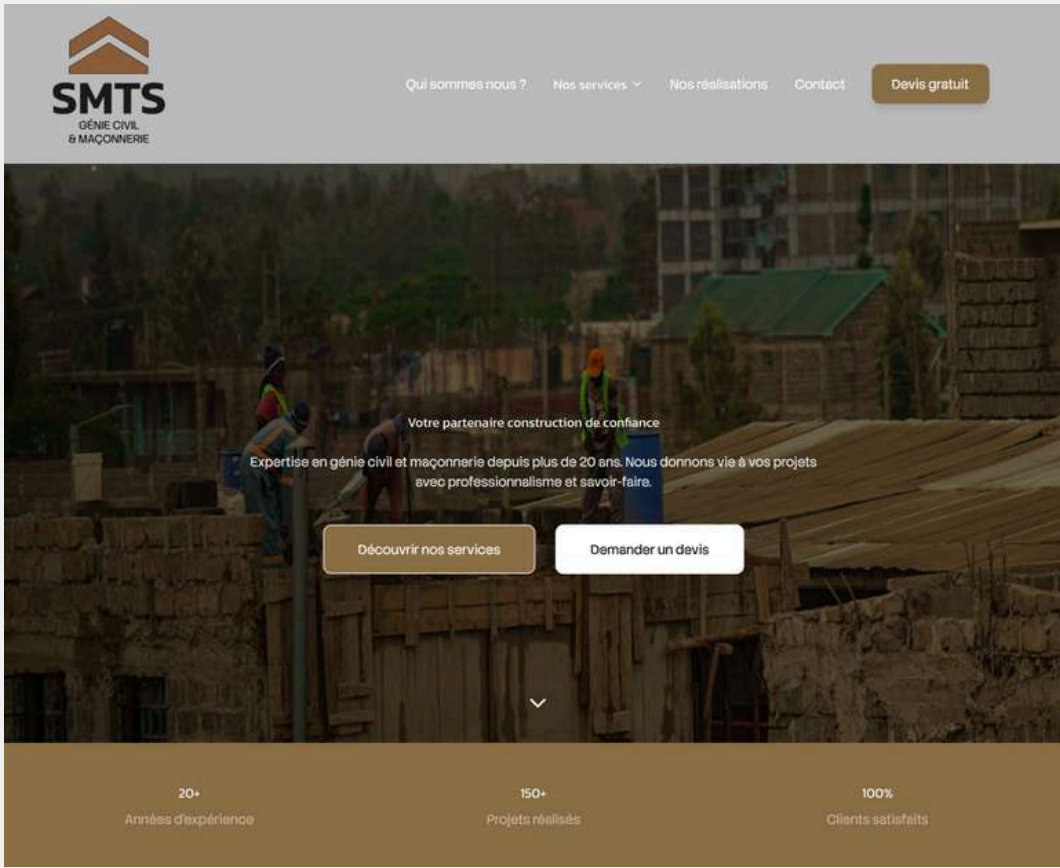 SMTS
GÉNIE CIVIL
& MAÇONNERIE
Qui sommes nous ?
Nos services
Nos réalisations
Contact
Devis gratuit
Votre partenaire construction de confiance
Expertise en génie civil et maçonnerie depuis plus de 20 ans. Nous donnons vie à vos projets
avec professionnalisme et savoir-faire.
Découvrir nos services
Demander un devis
20+
Années d'expérience
150+
Projets réalisés
100%
Clients satisfaits